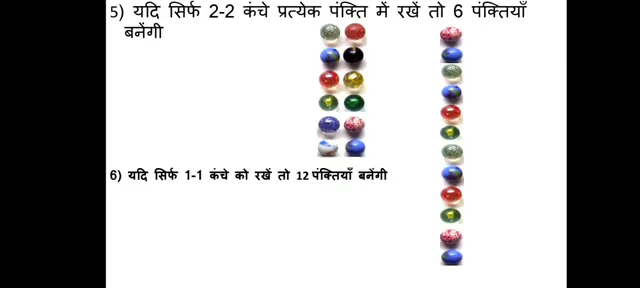 5) यदि सिर्फ 2-2 कंचे प्रत्येक पंक्ति में रखें तो 6 पंक्तियाँ
बनेंगी
6) यदि सिर्फ 1-1 कंचे को रखें तो 12 पंक्तियाँ बनेंगी